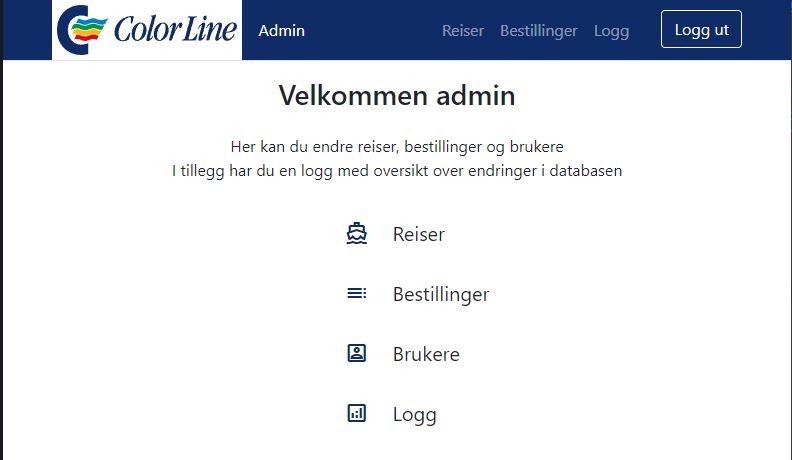 Color Line Admin Reiser Bestillinger Logg Logg ut
Velkommen admin
Her kan du endre reiser, bestillinger og brukere
I tillegg har du en logg med oversikt over endringer i databasen
Reiser
Bestillinger
Brukere
Logg